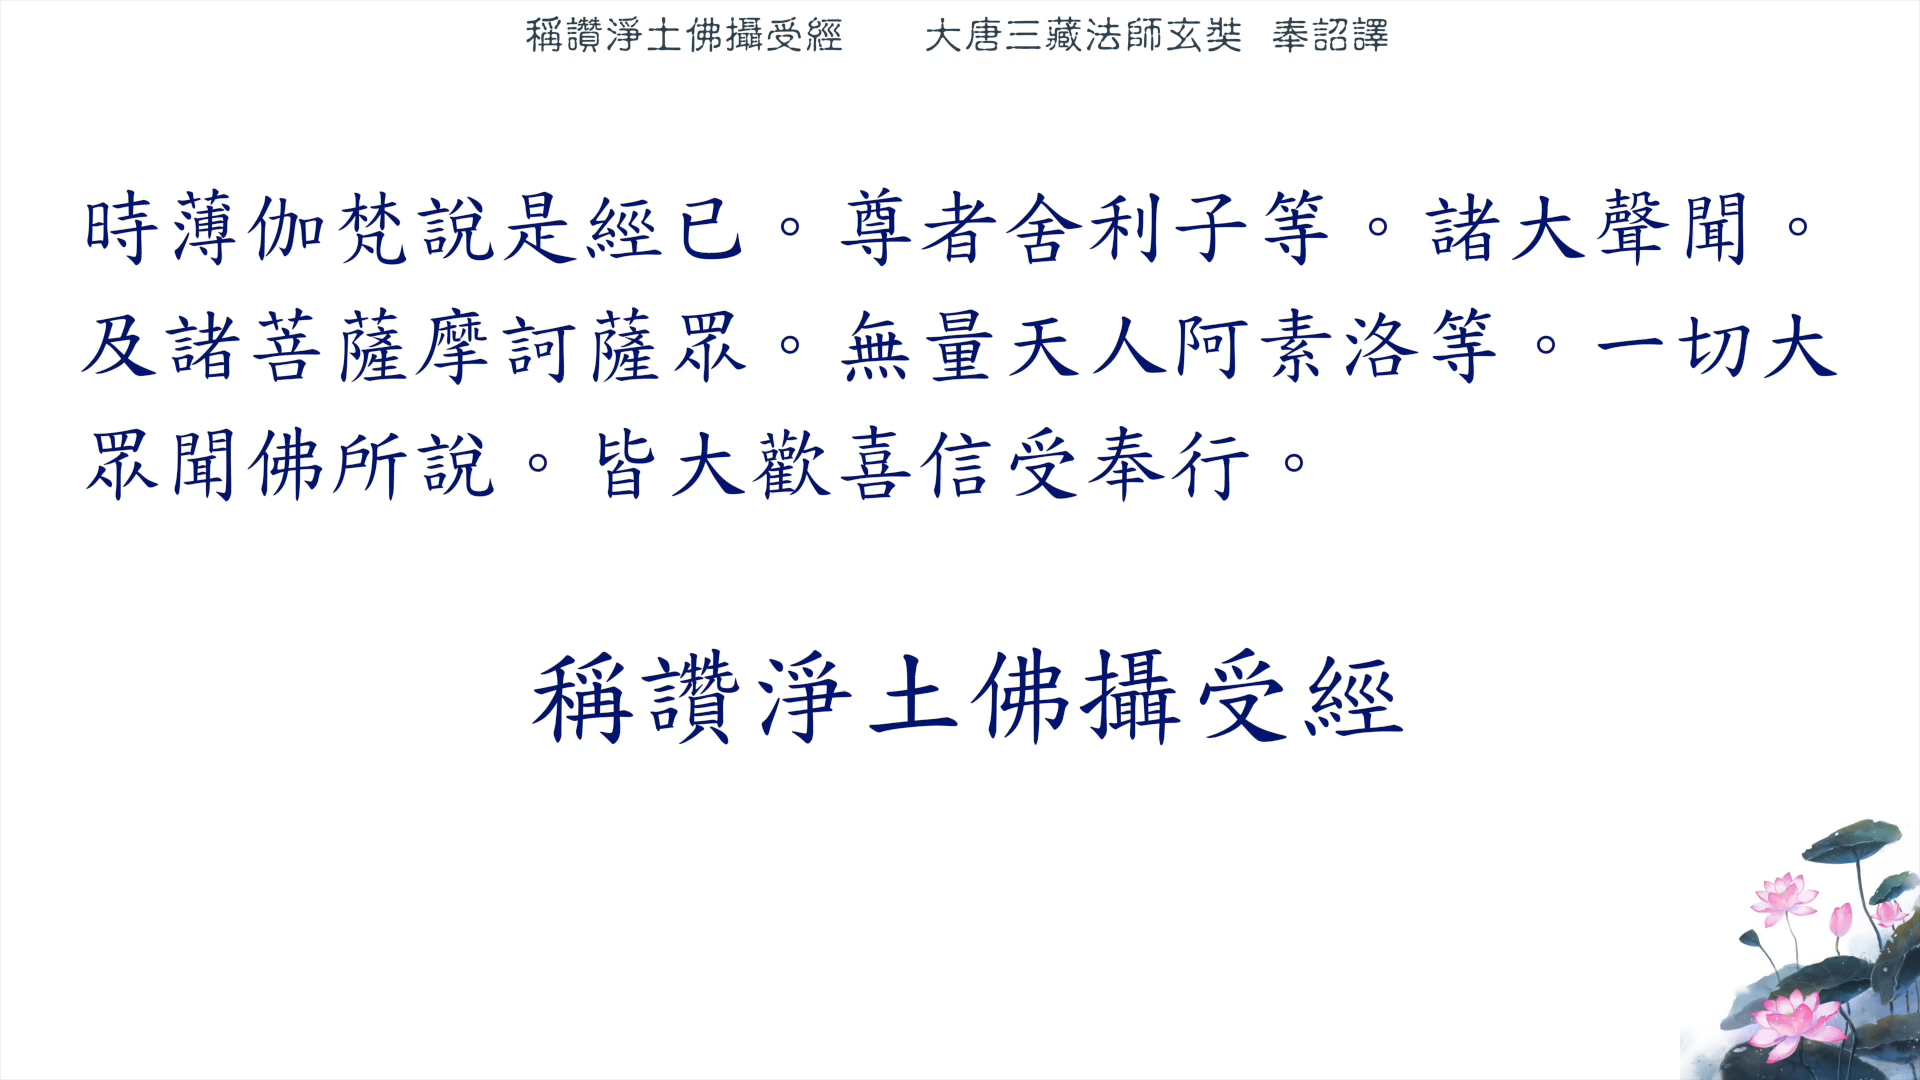 稱讚淨土佛攝受經　　大唐三藏法師玄奘 奉詔譯
時薄伽梵說是經已。尊者舍利子等。諸大聲聞。
及諸菩薩摩訶薩眾。無量天人阿素洛等。一切大
眾聞佛所說。皆大歡喜信受奉行。
稱讚淨土佛攝受經